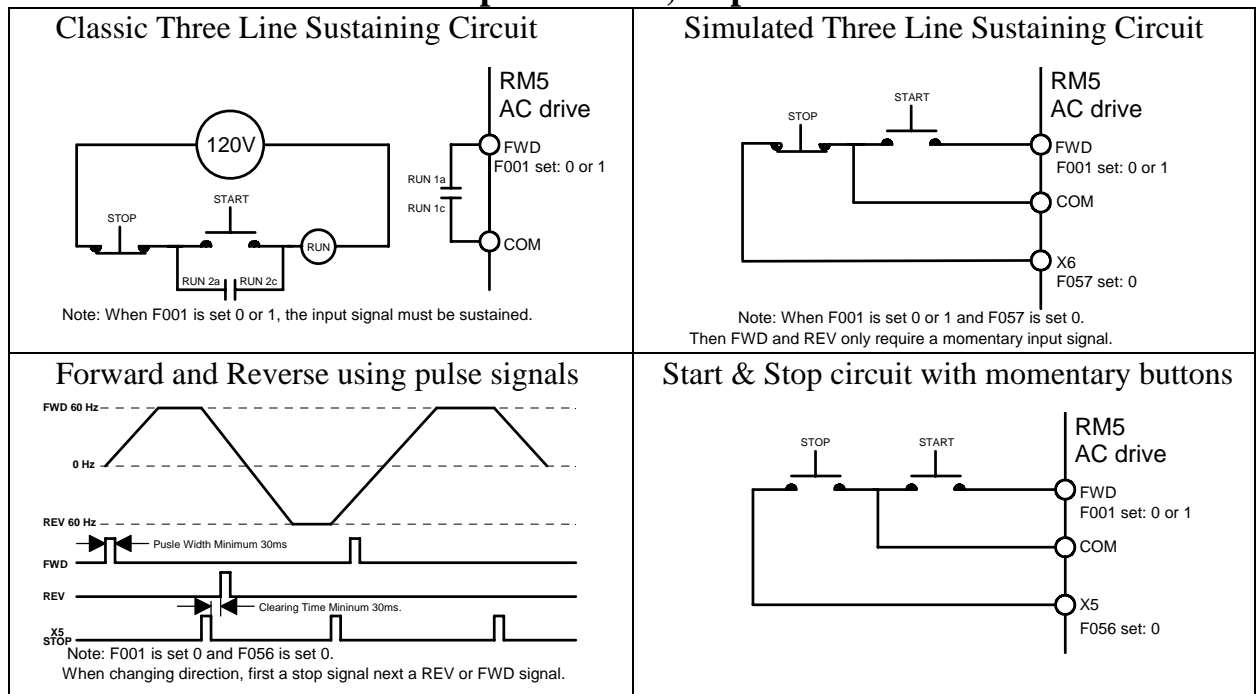 Classic Three Line Sustaining Circuit
RM5
AC drive
120V
FWD
F001 set: 0 or 1
RUN 1a
RUN 1c
START
STOP
RUN
COM
RUN 2a
RUN 2c
Note: When F001 is set 0 or 1, the input signal must be sustained.
Simulated Three Line Sustaining Circuit
RM5
AC drive
START
STOP
FWD
F001 set: 0 or 1
COM
X6
F057 set: 0
Note: When F001 is set 0 or 1 and F057 is set 0.
Then FWD and REV only require a momentary input signal.
Forward and Reverse using pulse signals
FWD 60 Hz
0 Hz
REV 60 Hz
Pusle Width Minimum 30ms
FWD
REV
Clearing Time Mininum 30ms.
X5
STOP
Note: F001 is set 0 and F056 is set 0.
When changing direction, first a stop signal next a REV or FWD signal.
Start & Stop circuit with momentary buttons
RM5
AC drive
STOP
START
FWD
F001 set: 0 or 1
COM
X5
F056 set: 0